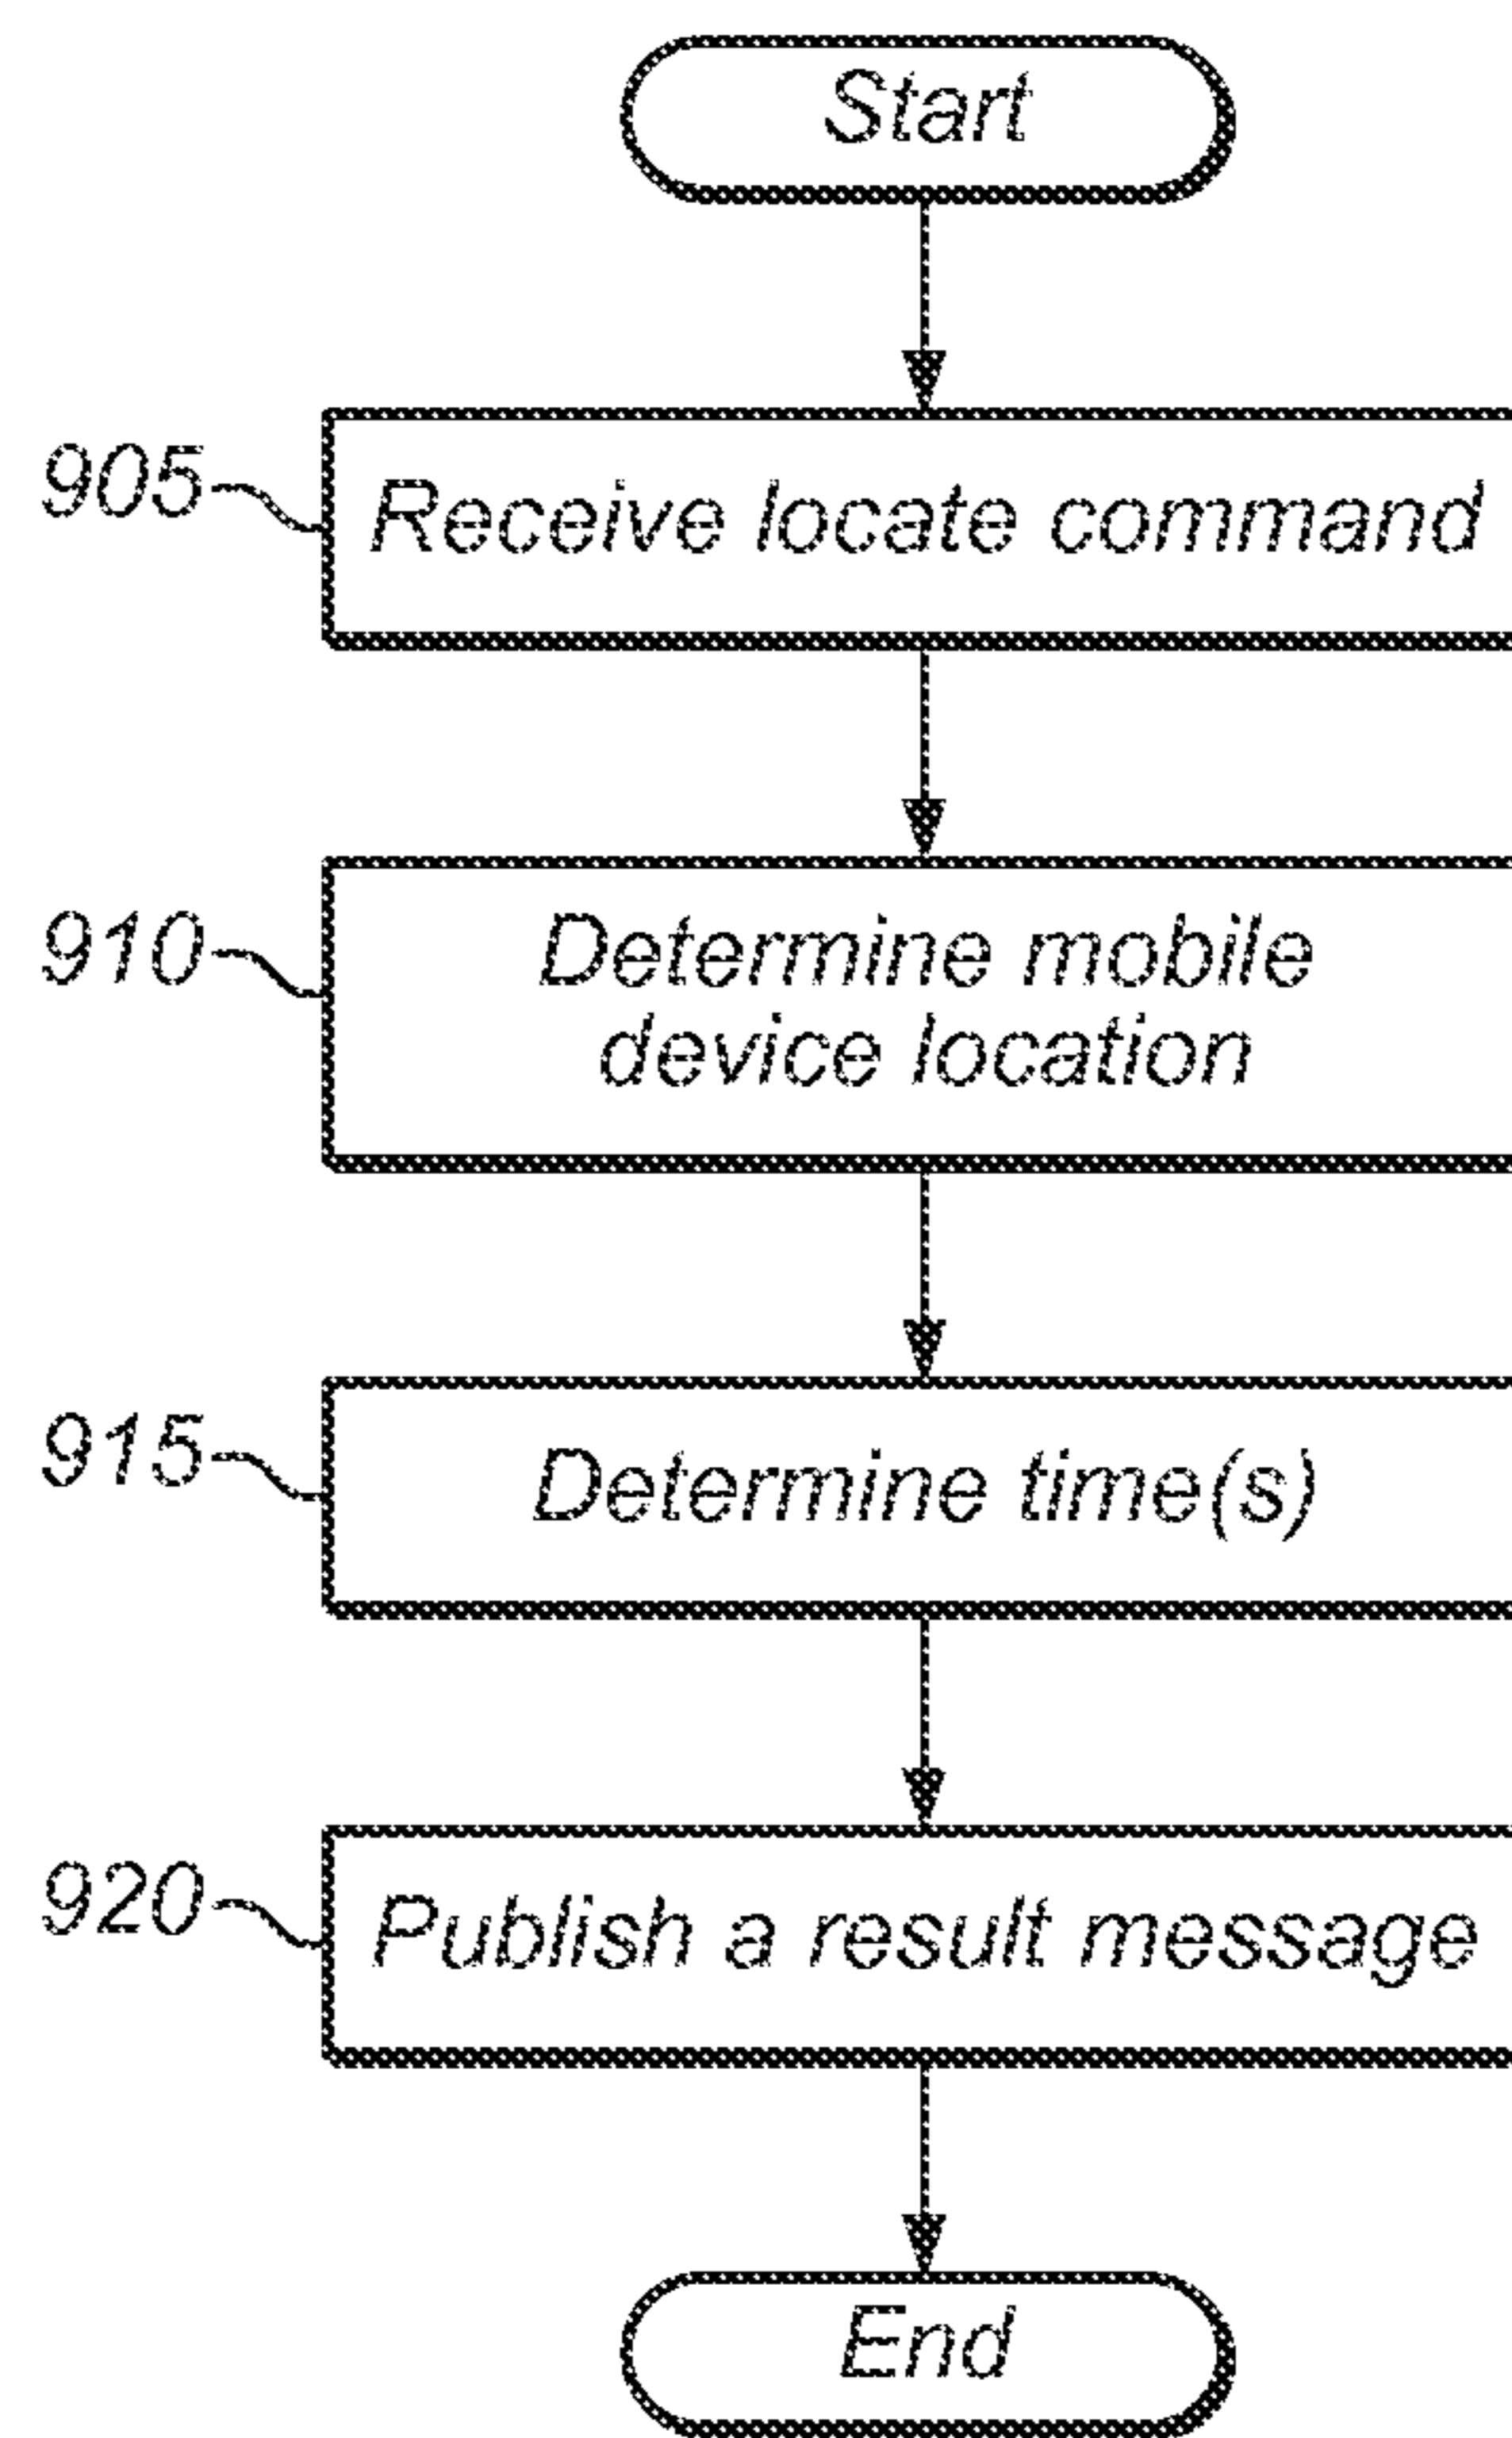 Start
905
Receive locate command
910
Determine mobile
device location
915
Determine time(s)
920
Publish a result message
End